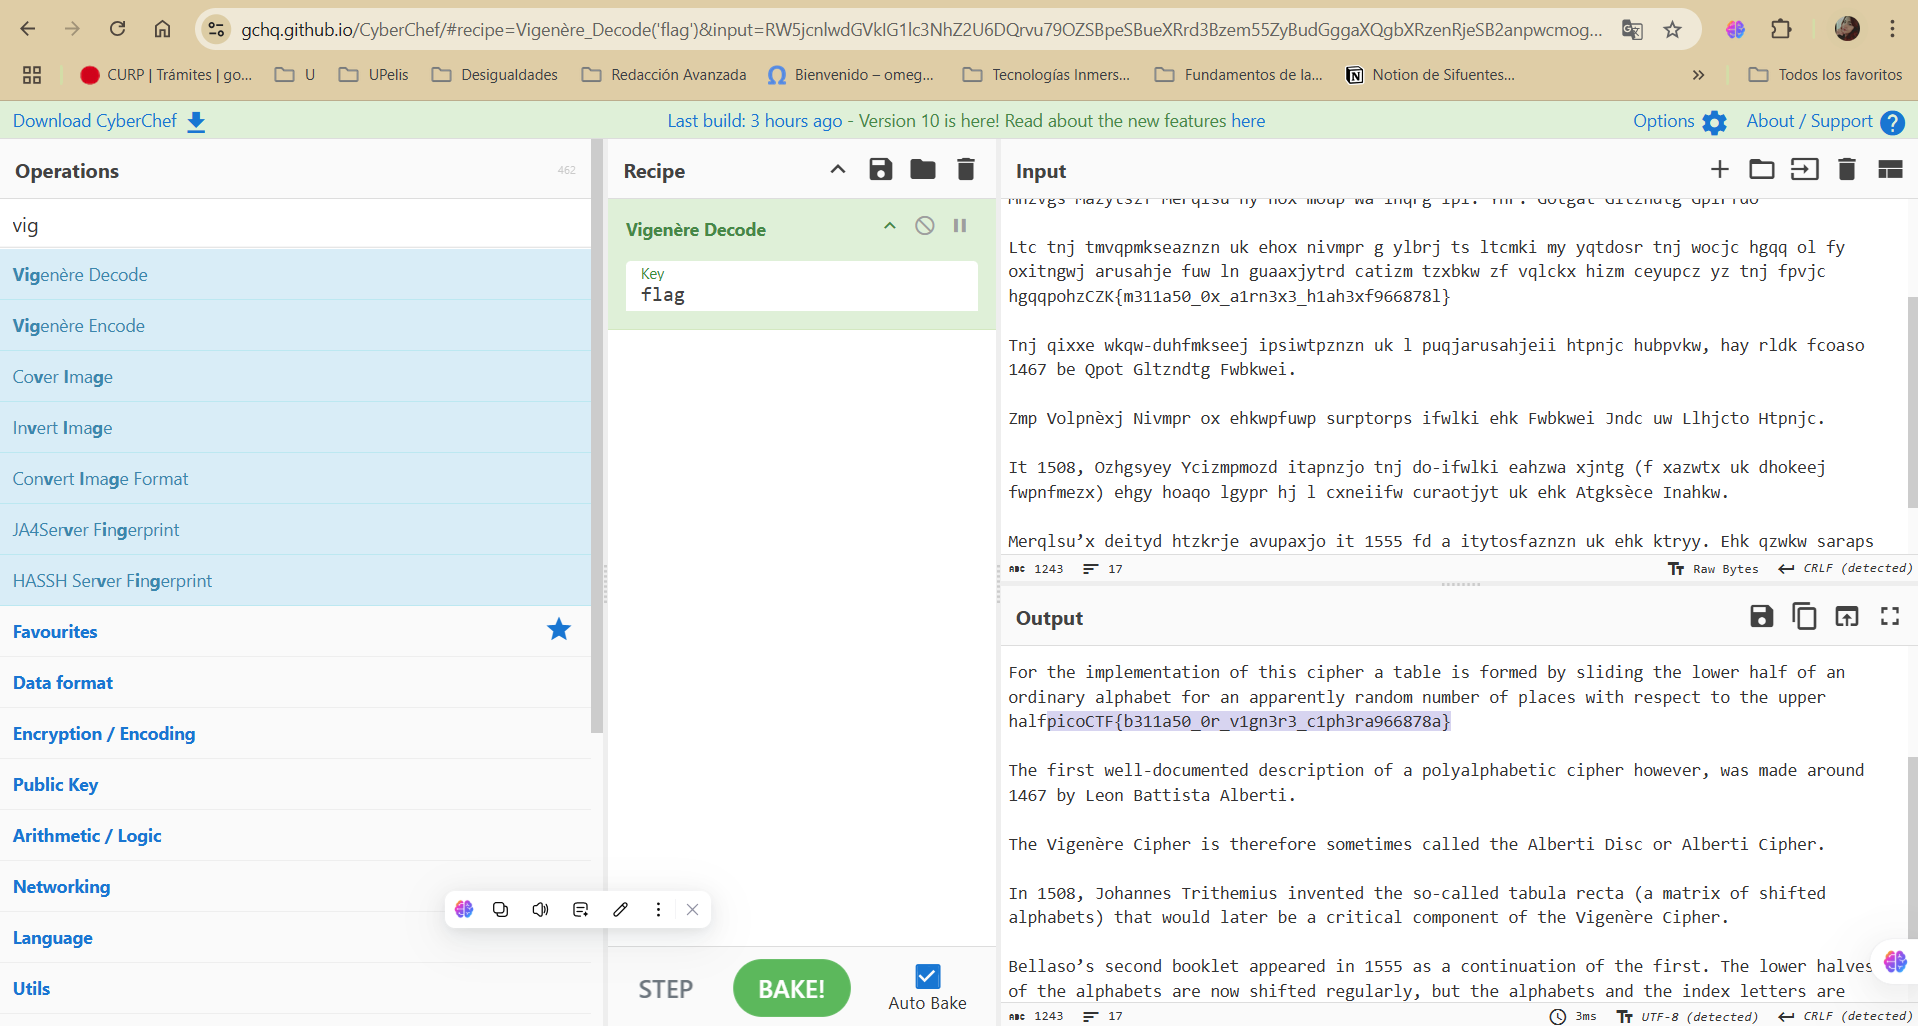 gchq.github.io/CyberChef/#recipe=Vigenère_Decode('flag')&input=RW5jcnlwdGVkIG1lc3NhZ2U6DQrvu79OZSBpeSBueXRrd3Bzem55ZyBudGggaXQgbXRzenRjeSB2anpwcmog...
CURP | Trámites | go...
U
UPelis
Desigualdades
Redacción Avanzada
Bienvenido – omeg...
Tecnologías Inmers...
Fundamentos de la...
Notion de Sifuentes...
»
Todos los favoritos
Download CyberChef
Last build: 3 hours ago - Version 10 is here! Read about the new features here
Options
About / Support
Operations
462
vig
Vigenère Decode
Vigenère Encode
Cover Image
Invert Image
Convert Image Format
JA4Server Fingerprint
HASSH Server Fingerprint
Favourites
Data format
Encryption / Encoding
Public Key
Arithmetic / Logic
Networking
Language
Utils
Recipe
Vigenère Decode
Key
flag
STEP
BAKE!
Auto Bake
Input
Ltc tnj tmvqpmkseaznzn uk ehox nivmpr g ylbrj ts ltcmki my yqtdosr tnj wocjc hgqq ol fy
oxitngwj arusahje fuw ln guaaxjytrd catizm tzxbkw zf vqlckx hizm ceyupcz yz tnj fpvjc
hgqqpohzCZK{m311a50_0x_a1rn3x3_h1ah3xf966878l}
Tnj qixxe wkqw-duhfmkseej ipsiwtpznzn uk l puqjarusahjeii htpnjc hubpvkw, hay rldk fcoaso
1467 be Qpot Gltzndtg Fwbkwei.
Zmp Volpnèxj Nivmpr ox ehkwpfuwp surptorps ifwlki ehk Fwbkwei Jndc uw Llhjcto Htpnjc.
It 1508, Ozhgsyey Ycizmpmozd itapnzjo tnj do-ifwlki eahzwa xjntg (f xazwtx uk dhokeej
fwpnfmezx) ehgy hoaqo lgypr hj l cxneiifw curaotjyt uk ehk Atgksèce Inahkw.
Merqlsu’x deityd htzkrje avupaxjo it 1555 fd a itytosfaznzn uk ehk ktryy. Ehk qzwkw saraps
ABC 1243
17
Tт Raw Bytes
CRLF (detected)
Output
For the implementation of this cipher a table is formed by sliding the lower half of an
ordinary alphabet for an apparently random number of places with respect to the upper
halfpicoCTF{b311a50_0r_v1gn3r3_c1ph3ra966878a}
The first well-documented description of a polyalphabetic cipher however, was made around
1467 by Leon Battista Alberti.
The Vigenère Cipher is therefore sometimes called the Alberti Disc or Alberti Cipher.
In 1508, Johannes Trithemius invented the so-called tabula recta (a matrix of shifted
alphabets) that would later be a critical component of the Vigenère Cipher.
Bellaso’s second booklet appeared in 1555 as a continuation of the first. The lower halves
of the alphabets are now shifted regularly, but the alphabets and the index letters are
ABC 1243
17
3ms
Tт UTF-8 (detected)
CRLF (detected)